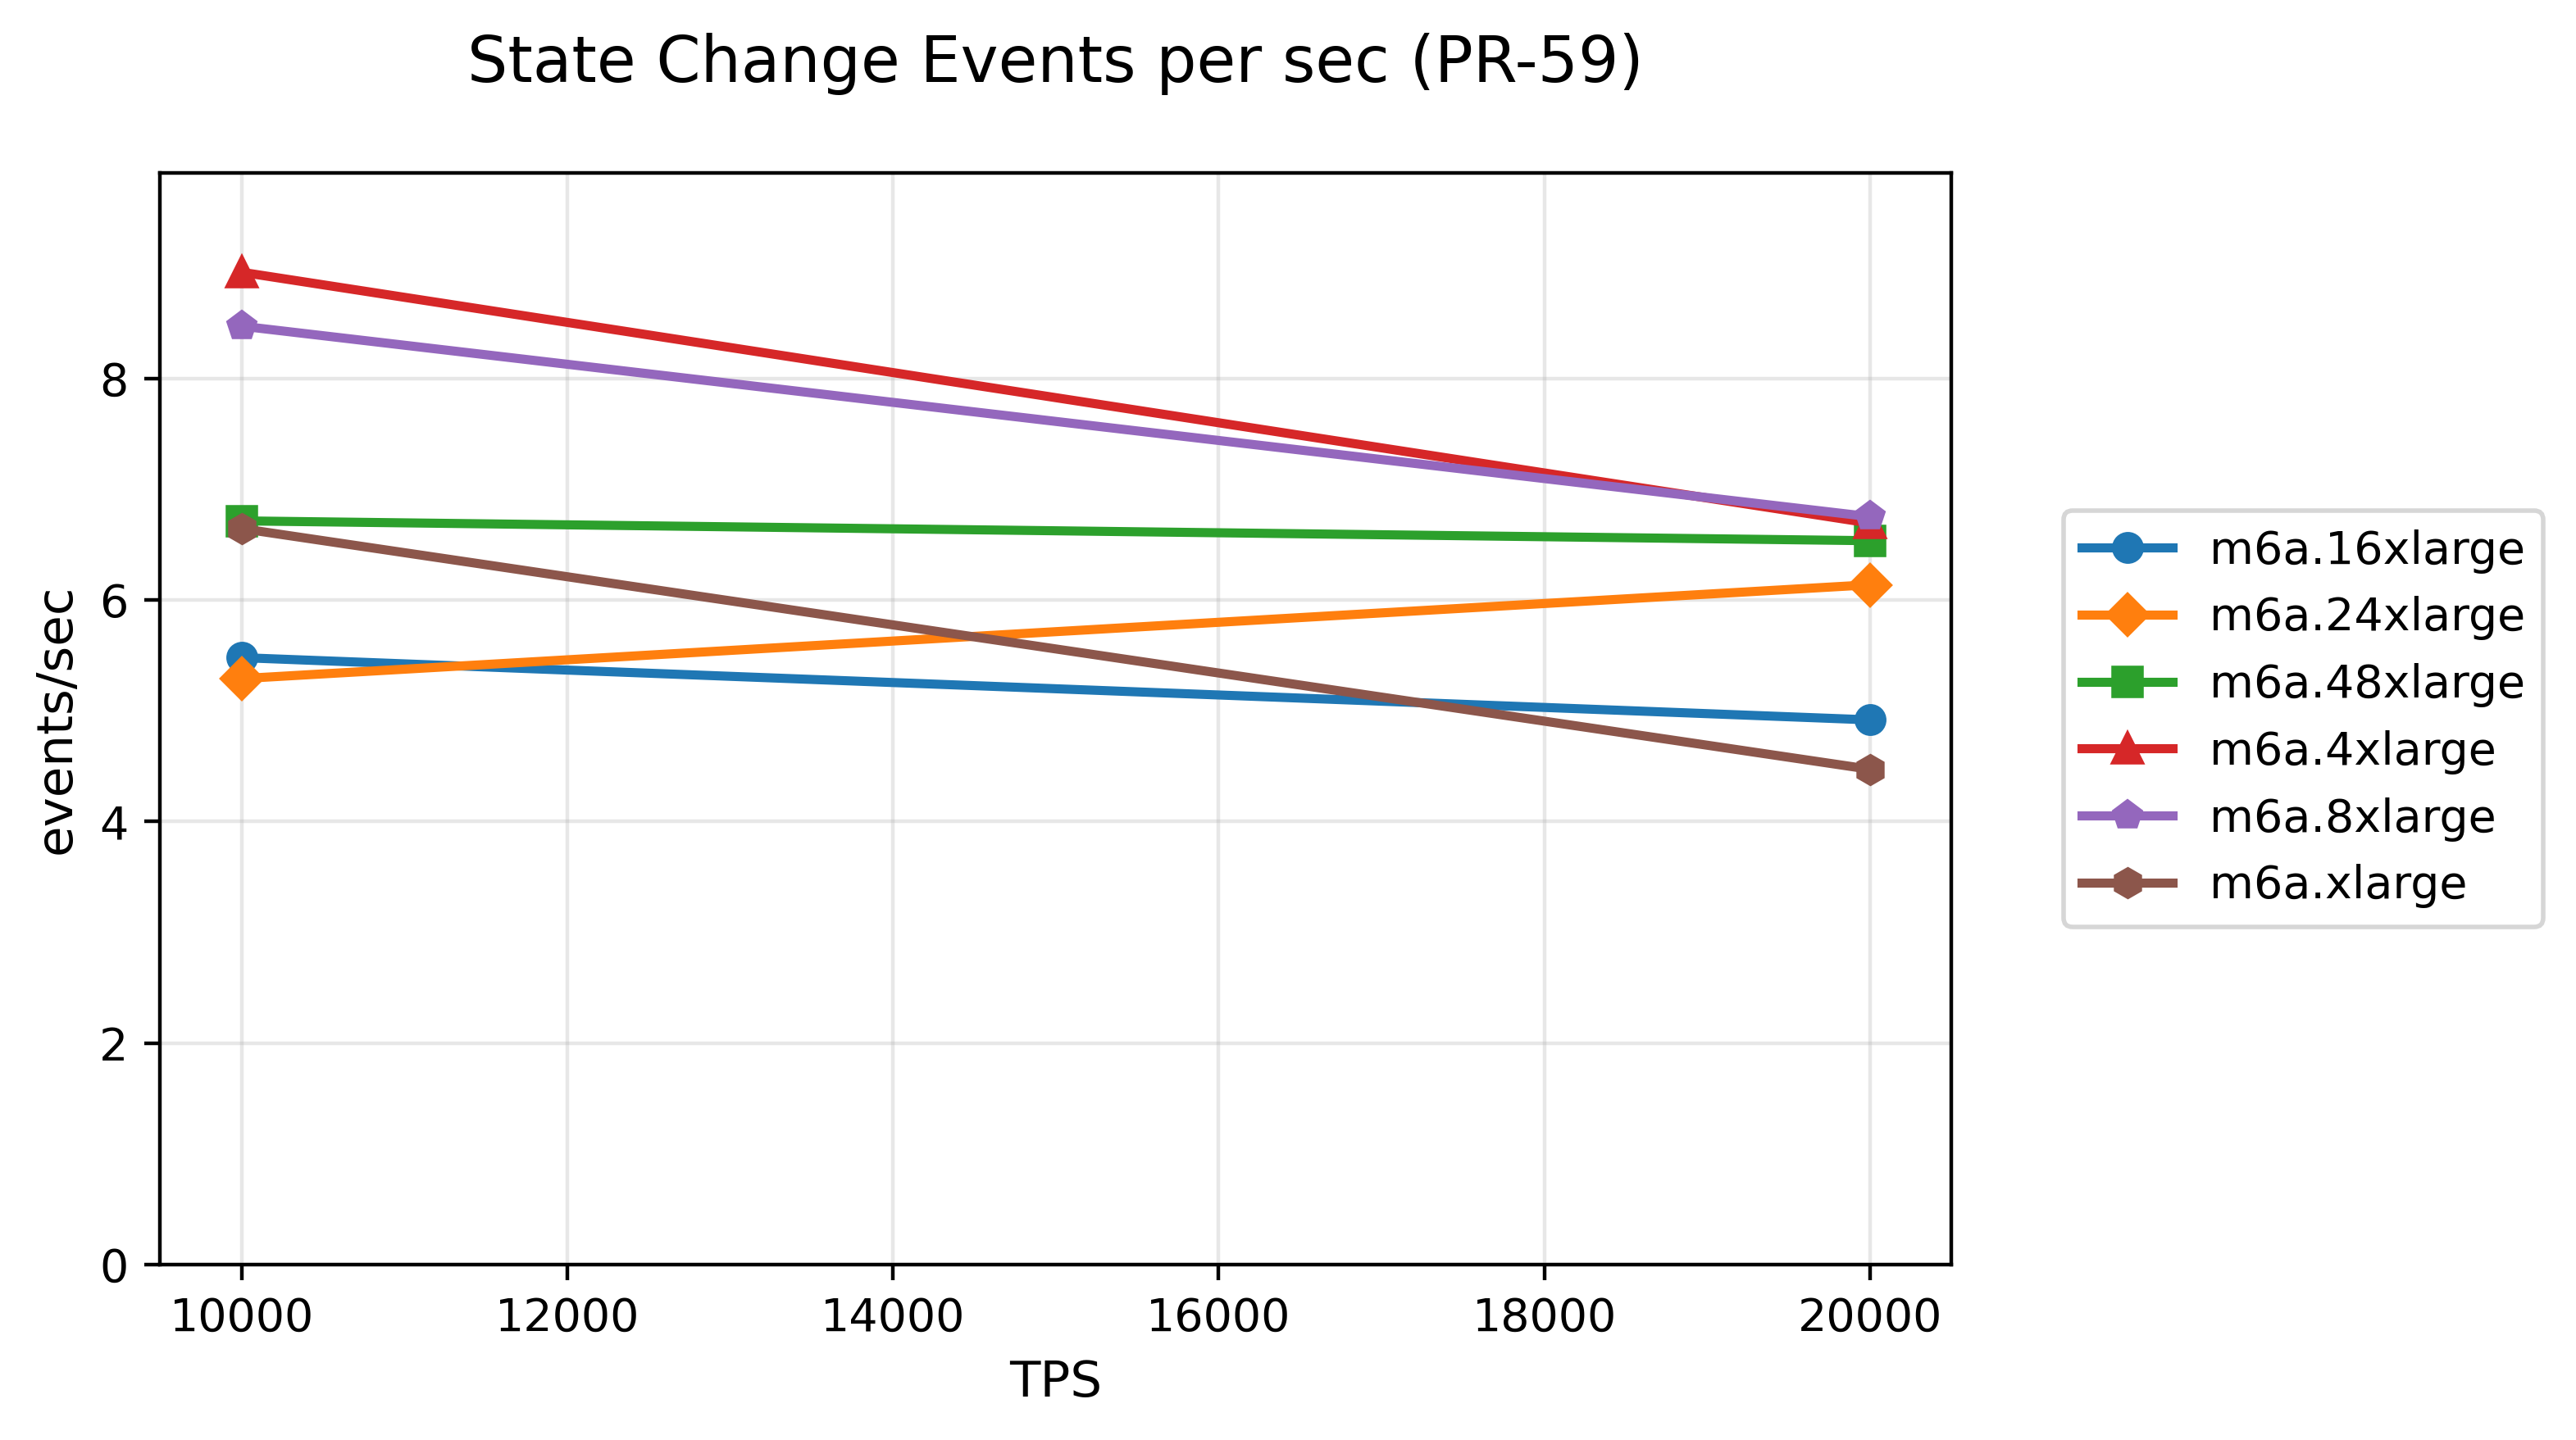 State Change Events per sec (PR-59)
events/sec
8
6
4
2
0
10000 12000 14000 16000 18000 20000
TPS
m6a.16xlarge
m6a.24xlarge
m6a.48xlarge
m6a.4xlarge
m6a.8xlarge
m6a.xlarge